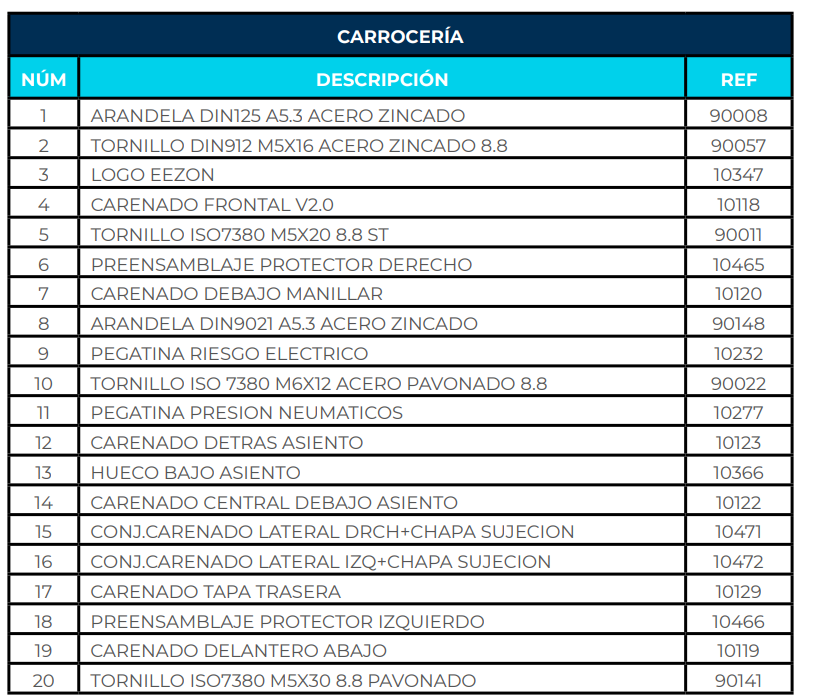 CARROCERÍA
NÚM DESCRIPCIÓN REF
1 ARANDELA DIN125 A5.3 ACERO ZINCADO 90008
2 TORNILLO DIN912 M5X16 ACERO ZINCADO 8.8 90057
3 LOGO EEZON 10347
4 CARENADO FRONTAL V2.0 10118
5 TORNILLO ISO7380 M5X20 8.8 ST 90011
6 PREENSAMBLAJE PROTECTOR DERECHO 10465
7 CARENADO DEBAJO MANILLAR 10120
8 ARANDELA DIN9021 A5.3 ACERO ZINCADO 90148
9 PEGATINA RIESGO ELECTRICO 10232
10 TORNILLO ISO 7380 M6X12 ACERO PAVONADO 8.8 90022
11 PEGATINA PRESION NEUMATICOS 10277
12 CARENADO DETRAS ASIENTO 10123
13 HUECO BAJO ASIENTO 10366
14 CARENADO CENTRAL DEBAJO ASIENTO 10122
15 CONJ.CARENADO LATERAL DRCH+CHAPA SUJECION 10471
16 CONJ.CARENADO LATERAL IZQ+CHAPA SUJECION 10472
17 CARENADO TAPA TRASERA 10129
18 PREENSAMBLAJE PROTECTOR IZQUIERDO 10466
19 CARENADO DELANTERO ABAJO 10119
20 TORNILLO ISO7380 M5X30 8.8 PAVONADO 90141